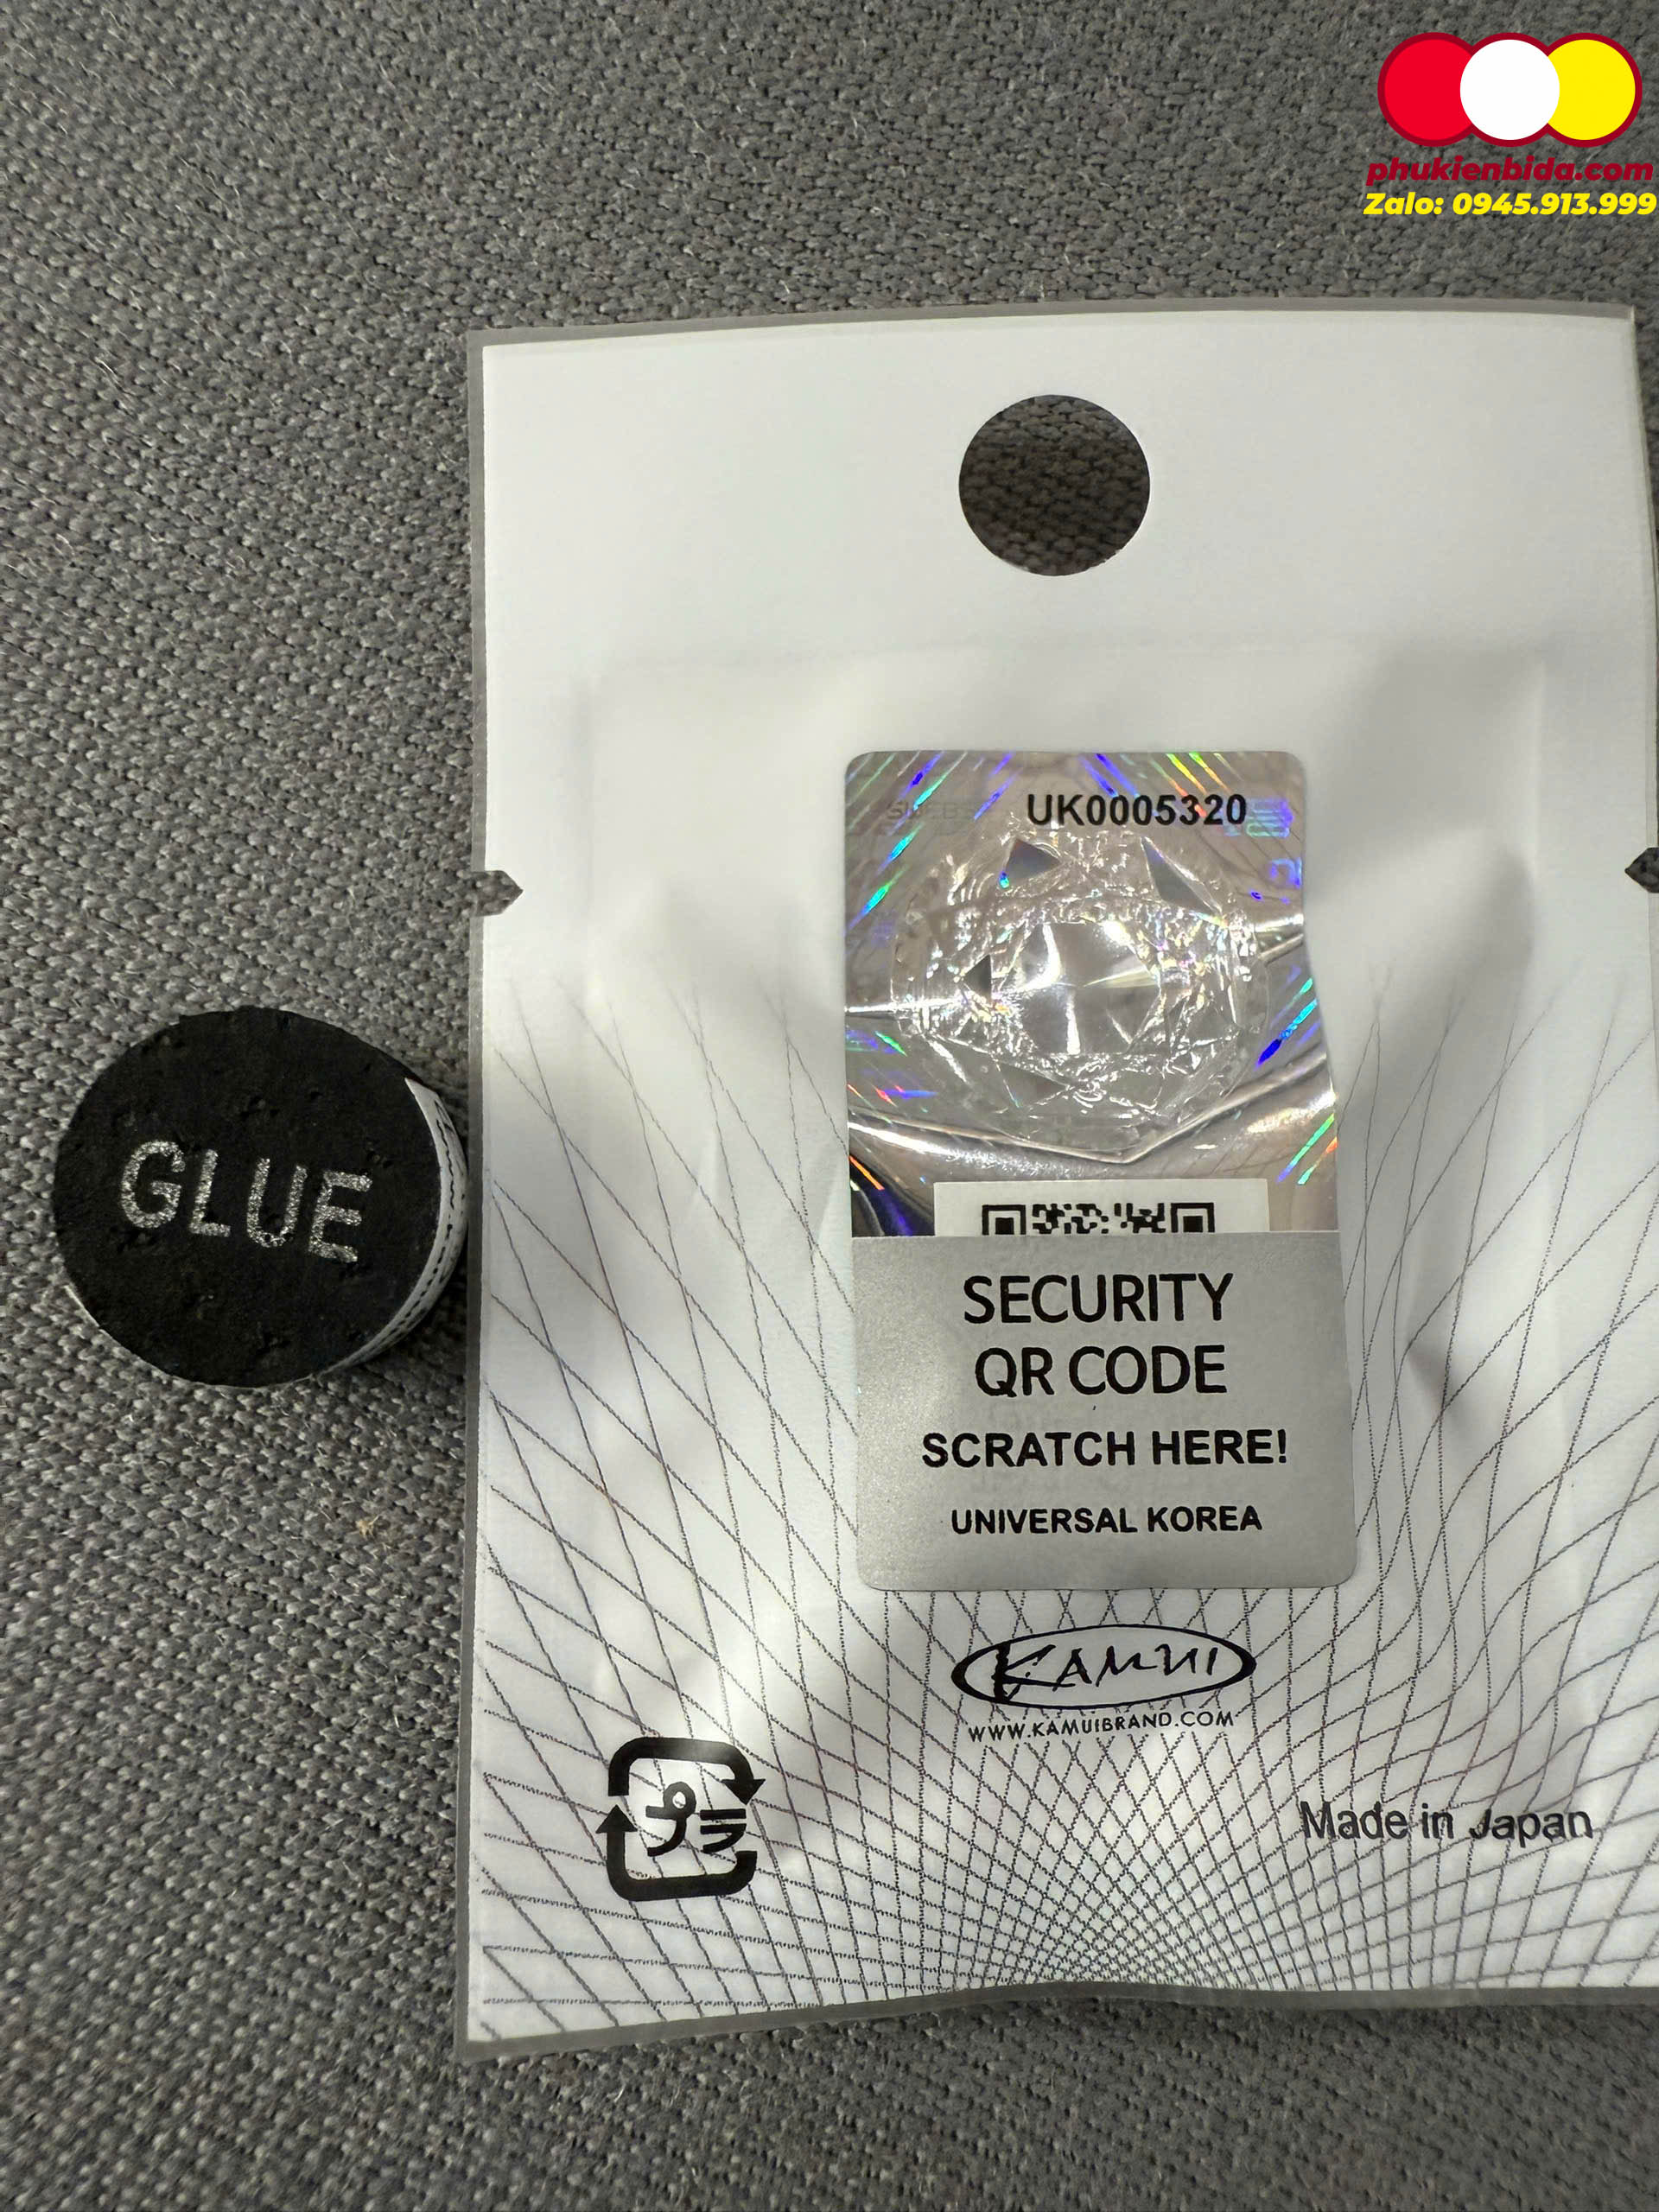 phukienbida.com
Zalo: 0945.913.999
UK0005320
GLUE
SECURITY
QR CODE
SCRATCH HERE!
UNIVERSAL KOREA
KAMUI
WWW.KAMUIBRAND.COM
プラ
Made in Japan